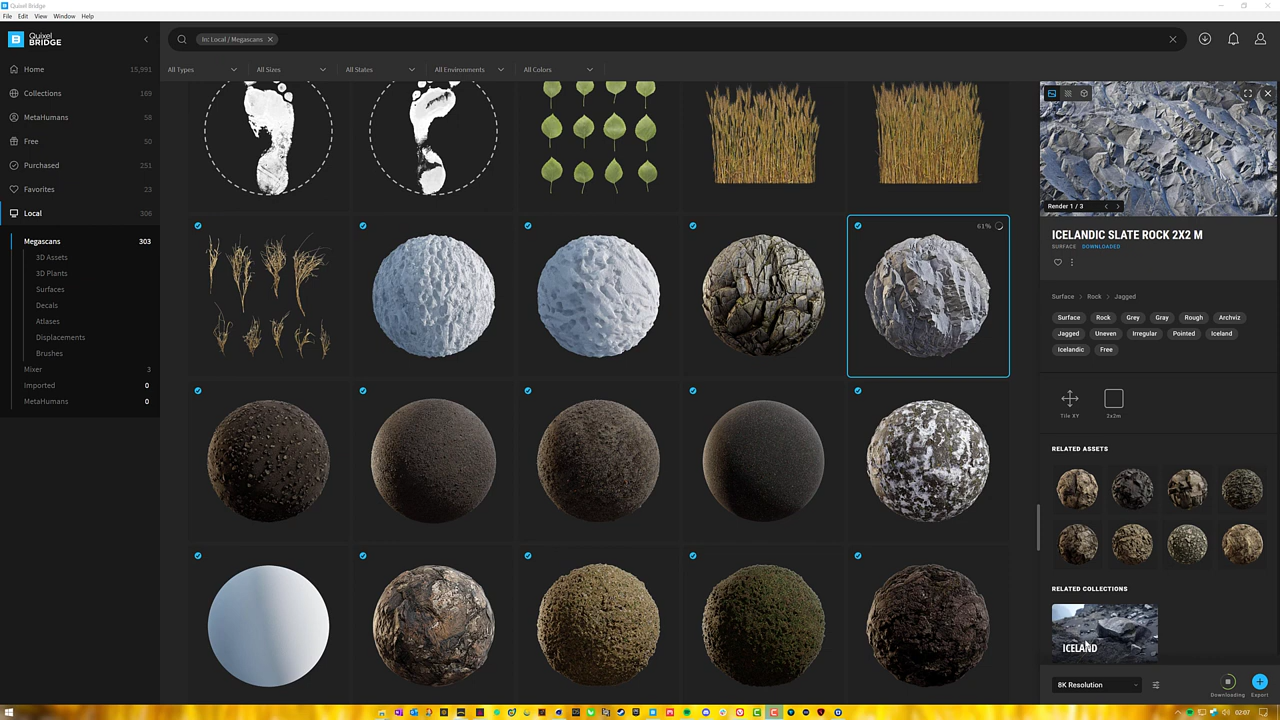 Quixel Bridge
File Edit View Window Help
Quixel
BRIDGE
In: Local / Megascans
Home 15,991
Collections 169
MetaHumans 58
Free 50
Purchased 251
Favorites 23
Local 306
Megascans 303
3D Assets
3D Plants
Surfaces
Decals
Atlases
Displacements
Brushes
Mixer 3
Imported 0
MetaHumans 0
All Types All Sizes All States All Environments All Colors
61%
Render 1 / 3
ICELANDIC SLATE ROCK 2X2 M
SURFACE DOWNLOADED
Surface Rock Jagged
Surface Rock Grey Gray Rough Archviz
Jagged Uneven Irregular Pointed Iceland
Icelandic Free
Tile XY 2x2m
RELATED ASSETS
RELATED COLLECTIONS
ICELAND
8K Resolution
Downloading Export
02:07